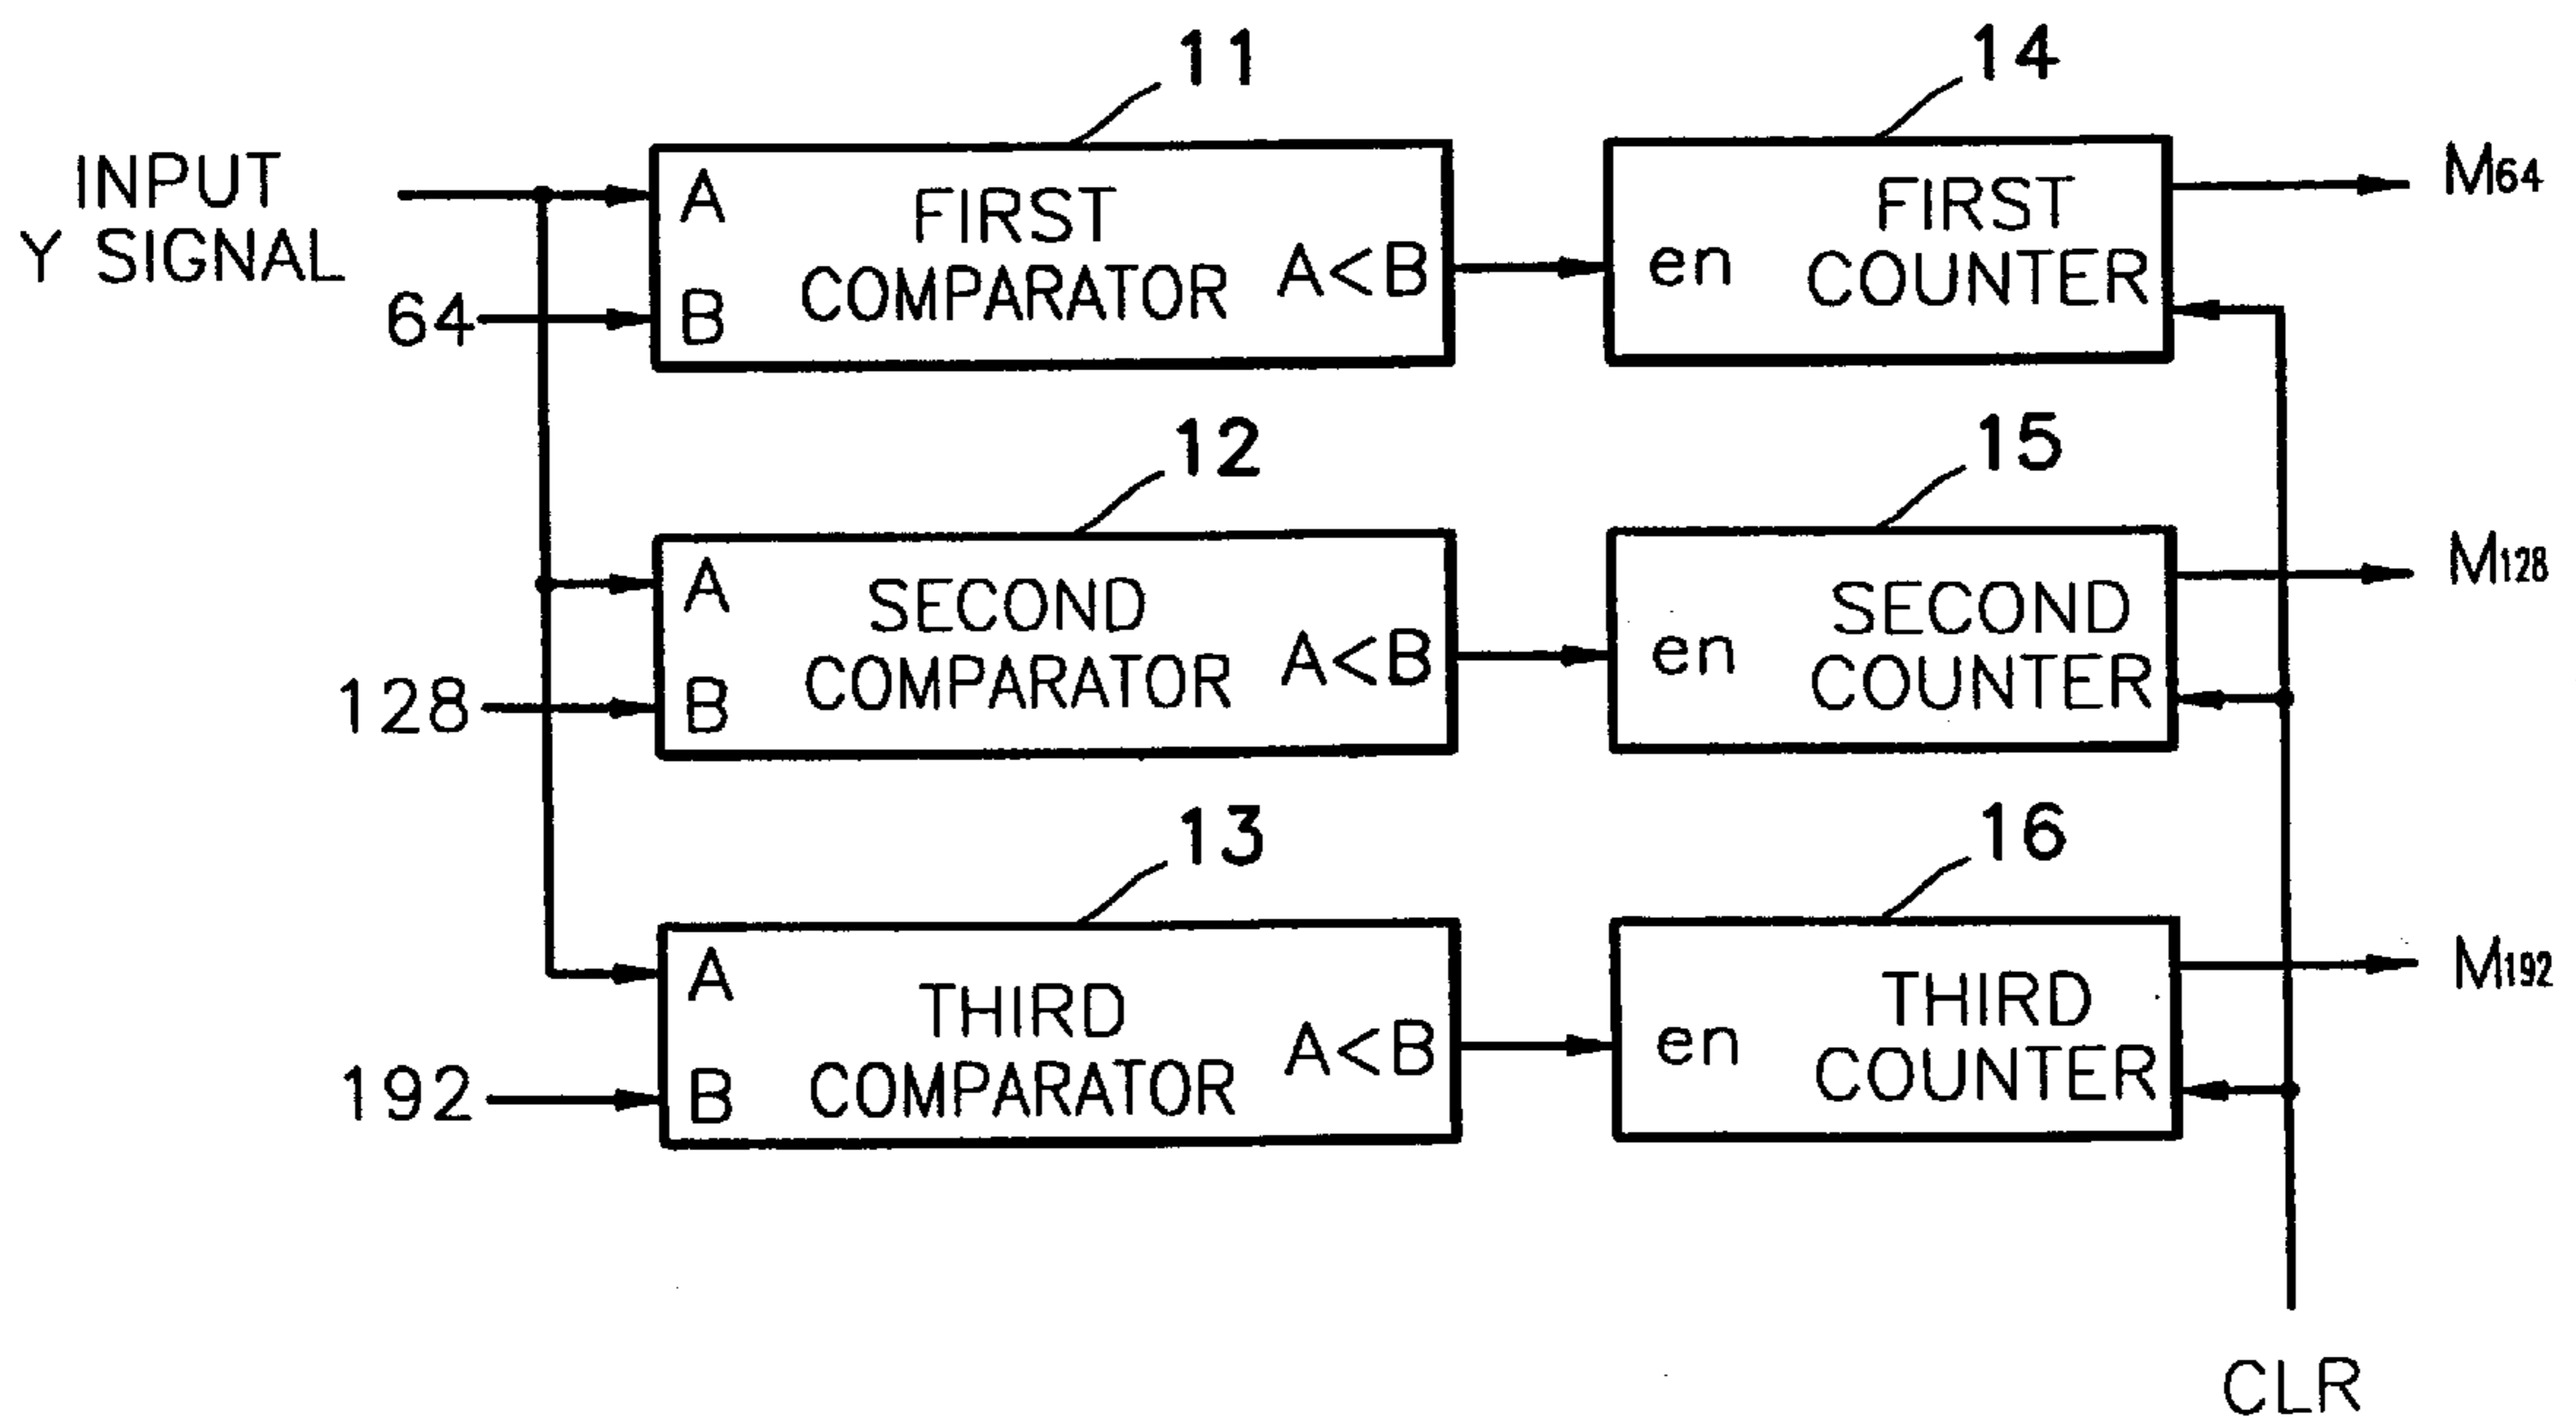 11
14
INPUT
Y SIGNAL
A
FIRST
COMPARATOR
A<B
64
B
en
FIRST
COUNTER
M64
12
15
A
SECOND
COMPARATOR
A<B
128
B
en
SECOND
COUNTER
M128
13
16
A
THIRD
COMPARATOR
A<B
192
B
en
THIRD
COUNTER
M192
CLR